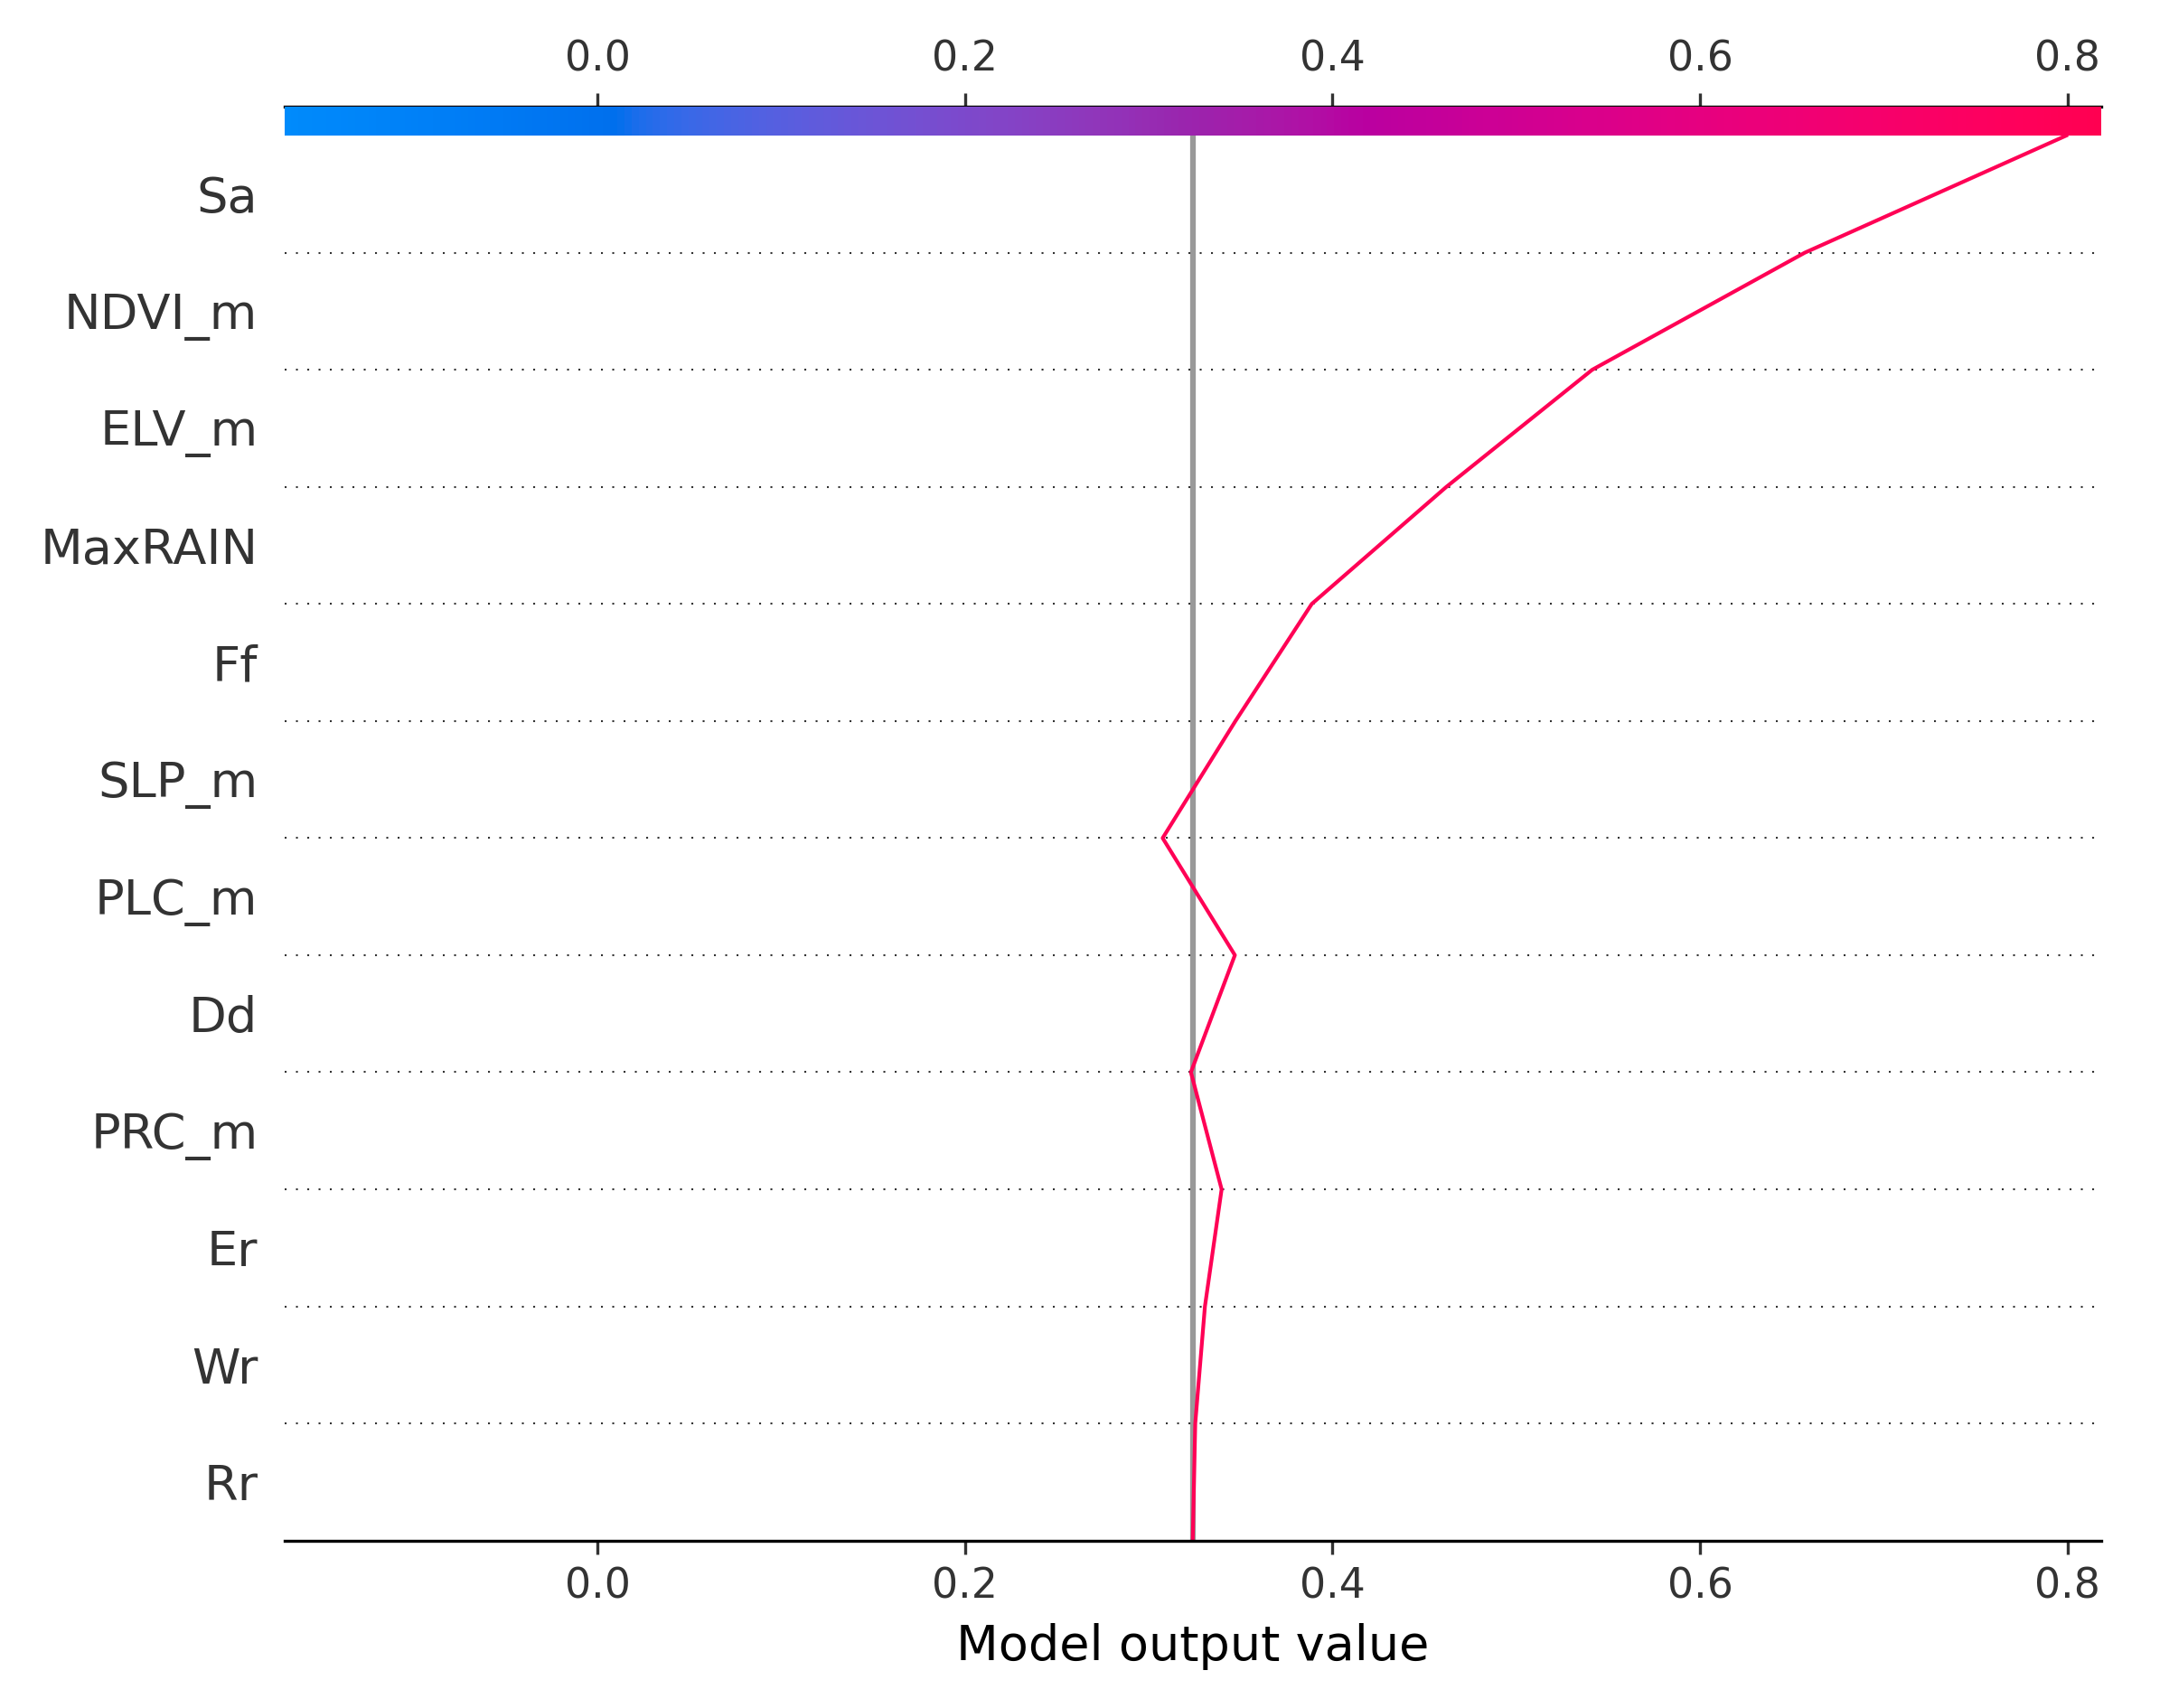 0.0 0.2 0.4 0.6 0.8
Sa
NDVI_m
ELV_m
MaxRAIN
Ff
SLP_m
PLC_m
Dd
PRC_m
Er
Wr
Rr
0.0 0.2 0.4 0.6 0.8
Model output value